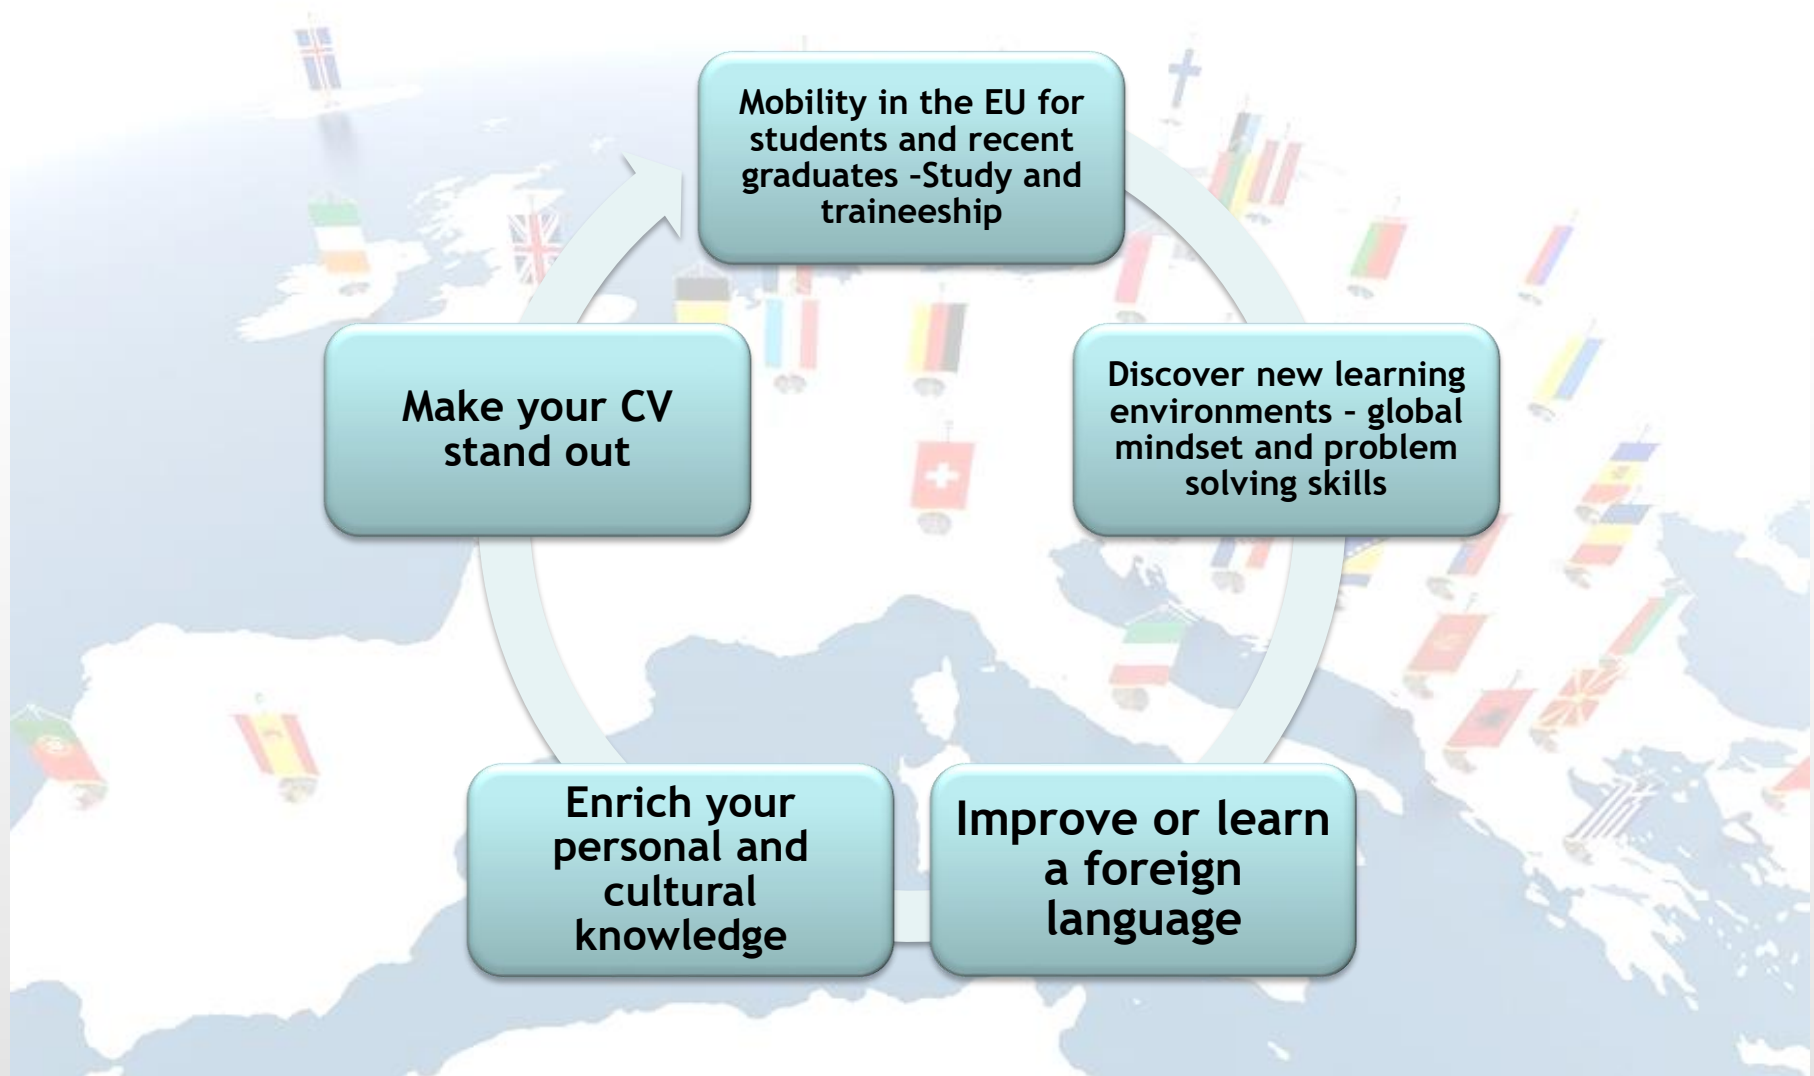 Mobility in the EU for
students and recent
graduates –Study and
traineeship
Discover new learning
environments – global
mindset and problem
solving skills
Improve or learn
a foreign
language
Enrich your
personal and
cultural
knowledge
Make your CV
stand out